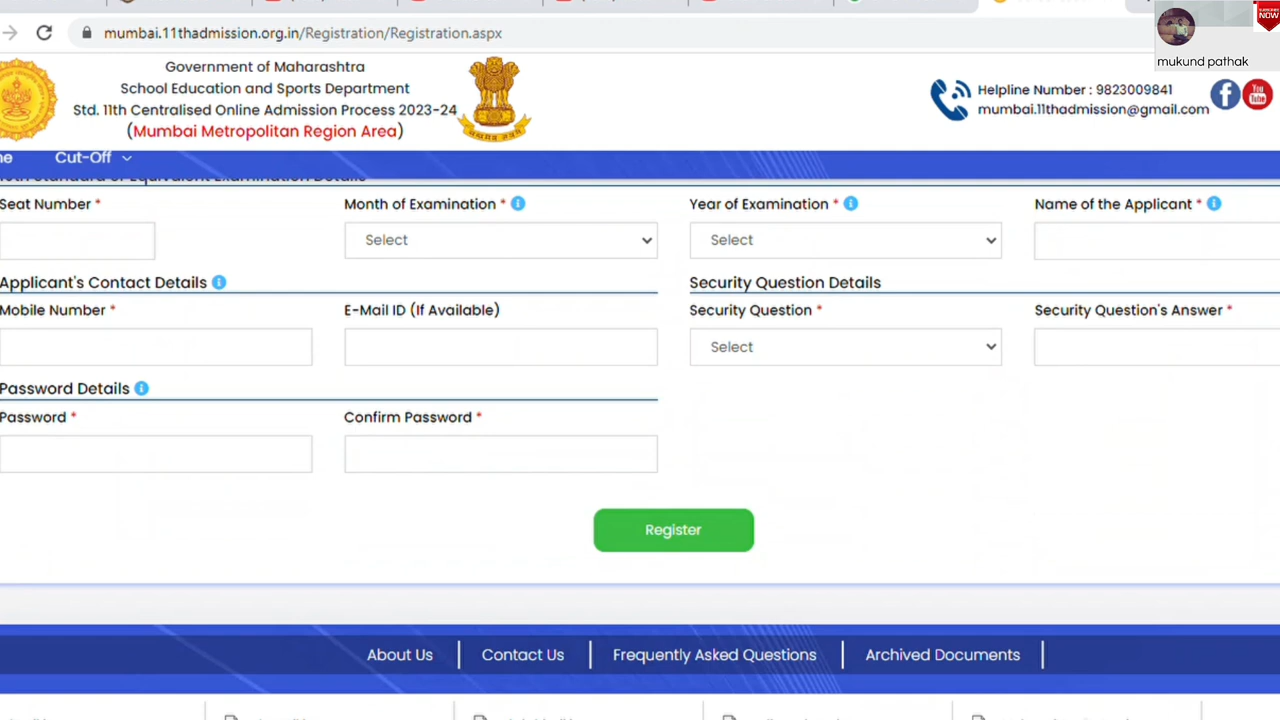 mumbai.11thadmission.org.in/Registration/Registration.aspx
SUBSCRIBE
NOW
mukund pathak
Government of Maharashtra
School Education and Sports Department
Std. 11th Centralised Online Admission Process 2023-24
(Mumbai Metropolitan Region Area)
Helpline Number : 9823009841
mumbai.11thadmission@gmail.com
You
Tube
Cut-Off
Seat Number *
Month of Examination *
Year of Examination *
Name of the Applicant *
Select
Select
Applicant's Contact Details
Security Question Details
Mobile Number *
E-Mail ID (If Available)
Security Question *
Security Question's Answer *
Select
Password Details
Password *
Confirm Password *
Register
About Us
Contact Us
Frequently Asked Questions
Archived Documents